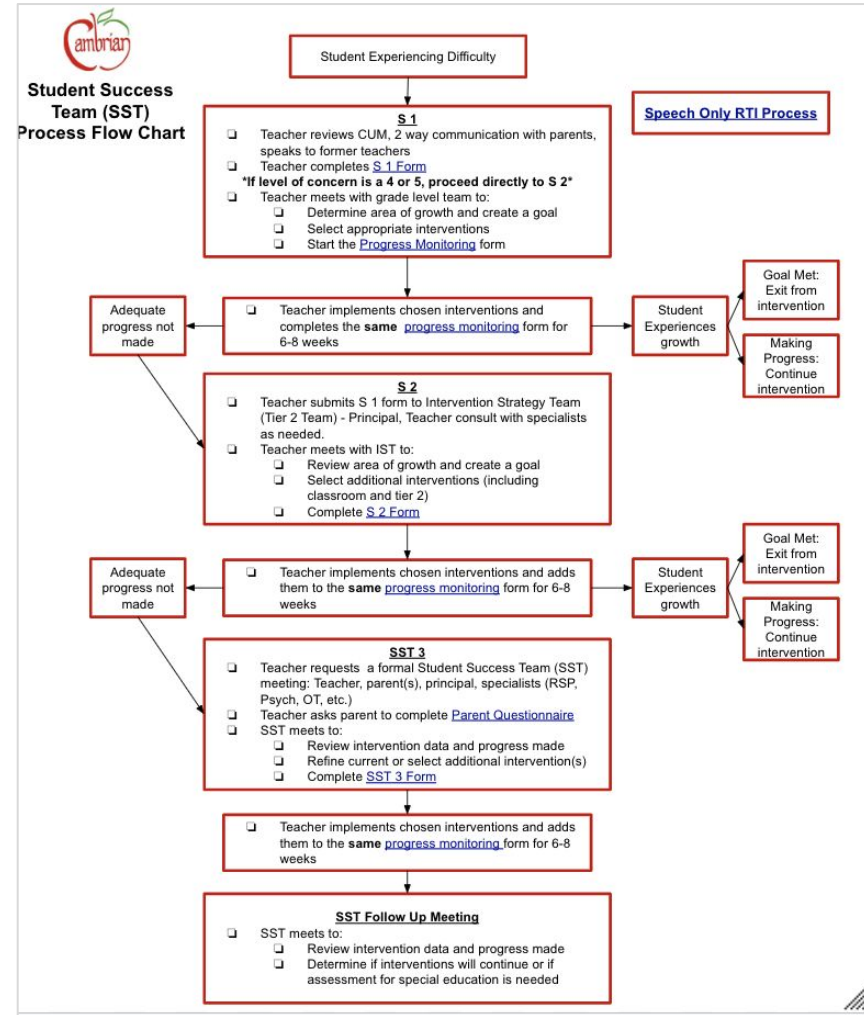 Cambrian
Student Success
Team (SST)
Process Flow Chart
Student Experiencing Difficulty
Speech Only RTI Process
S 1
❏ Teacher reviews CUM, 2 way communication with parents,
speaks to former teachers
❏ Teacher completes S 1 Form
*If level of concern is a 4 or 5, proceed directly to S 2*
❏ Teacher meets with grade level team to:
❏ Determine area of growth and create a goal
❏ Select appropriate interventions
❏ Start the Progress Monitoring form
Adequate
progress not
made
❏ Teacher implements chosen interventions and
completes the same progress monitoring form for
6-8 weeks
Student
Experiences
growth
Goal Met:
Exit from
intervention
Making
Progress:
Continue
intervention
S 2
❏ Teacher submits S 1 form to Intervention Strategy Team
(Tier 2 Team) - Principal, Teacher consult with specialists
as needed.
❏ Teacher meets with IST to:
❏ Review area of growth and create a goal
❏ Select additional interventions (including
classroom and tier 2)
❏ Complete S 2 Form
Adequate
progress not
made
❏ Teacher implements chosen interventions and adds
them to the same progress monitoring form for 6-8
weeks
Student
Experiences
growth
Goal Met:
Exit from
intervention
Making
Progress:
Continue
intervention
SST 3
❏ Teacher requests a formal Student Success Team (SST)
meeting: Teacher, parent(s), principal, specialists (RSP,
Psych, OT, etc.)
❏ Teacher asks parent to complete Parent Questionnaire
❏ SST meets to:
❏ Review intervention data and progress made
❏ Refine current or select additional intervention(s)
❏ Complete SST 3 Form
❏ Teacher implements chosen interventions and adds
them to the same progress monitoring form for 6-8
weeks
SST Follow Up Meeting
❏ SST meets to:
❏ Review intervention data and progress made
❏ Determine if interventions will continue or if
assessment for special education is needed